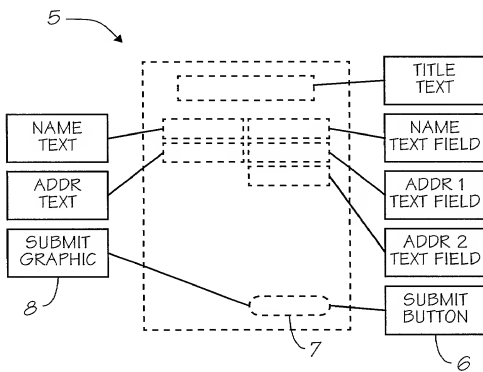 5
TITLE
TEXT
NAME
TEXT
NAME
TEXT FIELD
ADDR
TEXT
ADDR 1
TEXT FIELD
SUBMIT
GRAPHIC
ADDR 2
TEXT FIELD
8
7
SUBMIT
BUTTON
6